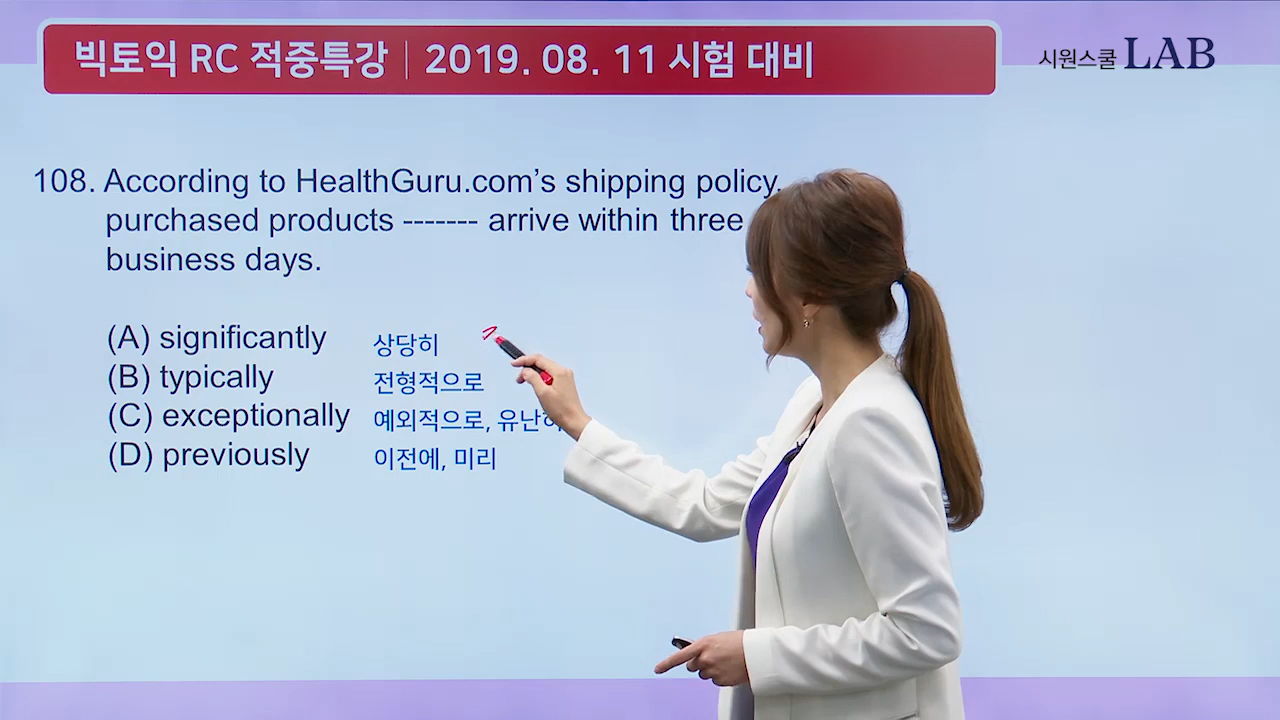 빅토익 RC 적중특강 | 2019. 08. 11 시험 대비
시원스쿨 LAB
108. According to HealthGuru.com’s shipping policy,
purchased products ------- arrive within three
business days.
(A) significantly 상당히
(B) typically 전형적으로
(C) exceptionally 예외적으로, 유난히
(D) previously 이전에, 미리